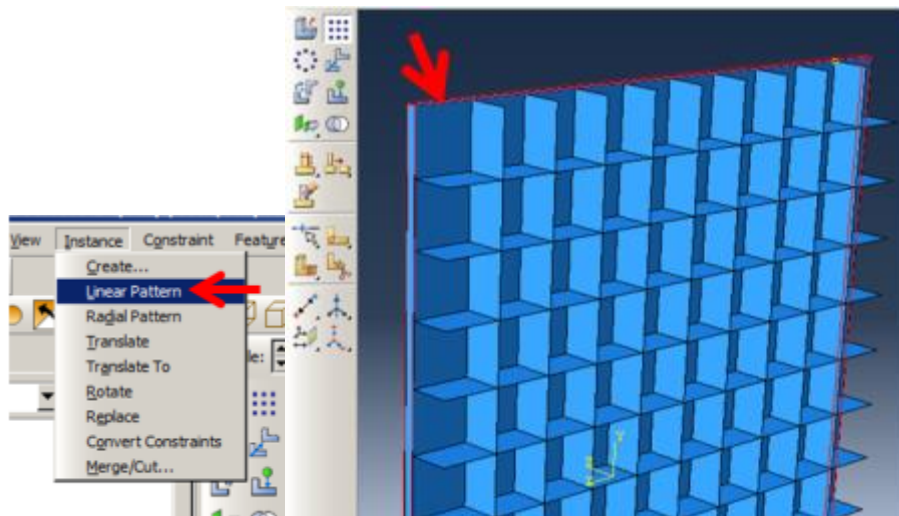 View Instance Constraint Feature
Create...
Linear Pattern
Radial Pattern
Translate
Translate To
Rotate
Replace
Convert Constraints
Merge/Cut...
Y